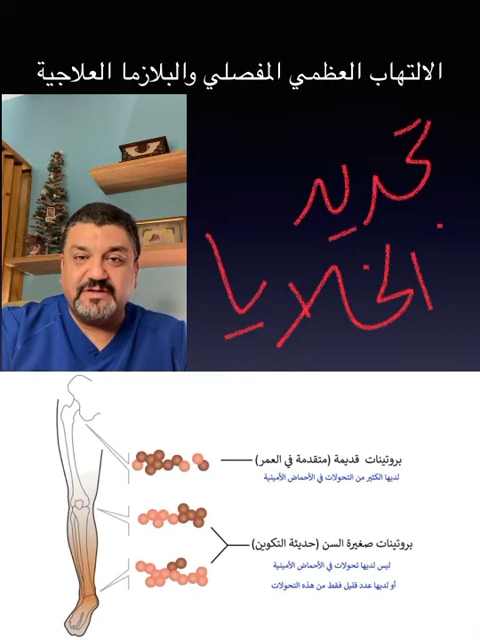 الالتهاب العظمي المفصلي والبلازما العلاجية
تجديد
الخلايا
بروتينات قديمة (متقدمة في العمر)
لديها الكثير من التحولات في الأحماض الأمينية
بروتينات صغيرة السن (حديثة التكوين)
ليس لديها تحولات في الأحماض الأمينية
أو لديها عدد قليل فقط من هذه التحولات